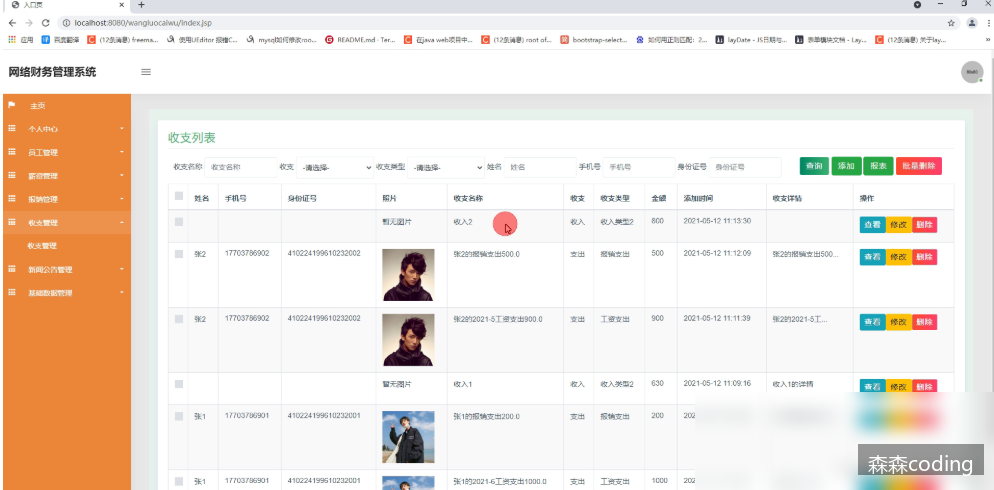 入口页
localhost:8080/wangluocaiwu/index.jsp
应用 百度翻译 (12条消息) freema... 使用UEditor 报错C... mysql如何修改roo... README.md · Ter... 在java web项目中... (12条消息) root of... bootstrap-select... 如何用正则匹配: 2... layDate - JS日期与... 表单模块文档 - Lay... (12条消息) 关于lay... »
网络财务管理系统
主页
个人中心
员工管理
薪资管理
报销管理
收支管理
收支管理
新闻公告管理
基础数据管理
收支列表
收支名称 收支名称 收支 -请选择- 收支类型 -请选择- 姓名 姓名 手机号 手机号 身份证号 身份证号 查询 添加 报表 批量删除
姓名 手机号 身份证号 照片 收支名称 收支 收支类型 金额 添加时间 收支详情 操作
暂无图片 收入2 收入 收入类型2 800 2021-05-12 11:13:30 查看 修改 删除
张2 17703786902 410224199610232002 张2的报销支出500.0 支出 报销支出 500 2021-05-12 11:12:09 张2的报销支出500... 查看 修改 删除
张2 17703786902 410224199610232002 张2的2021-5工资支出900.0 支出 工资支出 900 2021-05-12 11:11:39 张2的2021-5工... 查看 修改 删除
暂无图片 收入1 收入 收入类型2 630 2021-05-12 11:09:16 收入1的详情 查看 修改 删除
张1 17703786901 410224199610232001 张1的报销支出200.0 支出 报销支出 200 202
张1 17703786901 410224199610232001 张1的2021-6工资支出1000.0 支出 工资支出 1000 202
森森coding